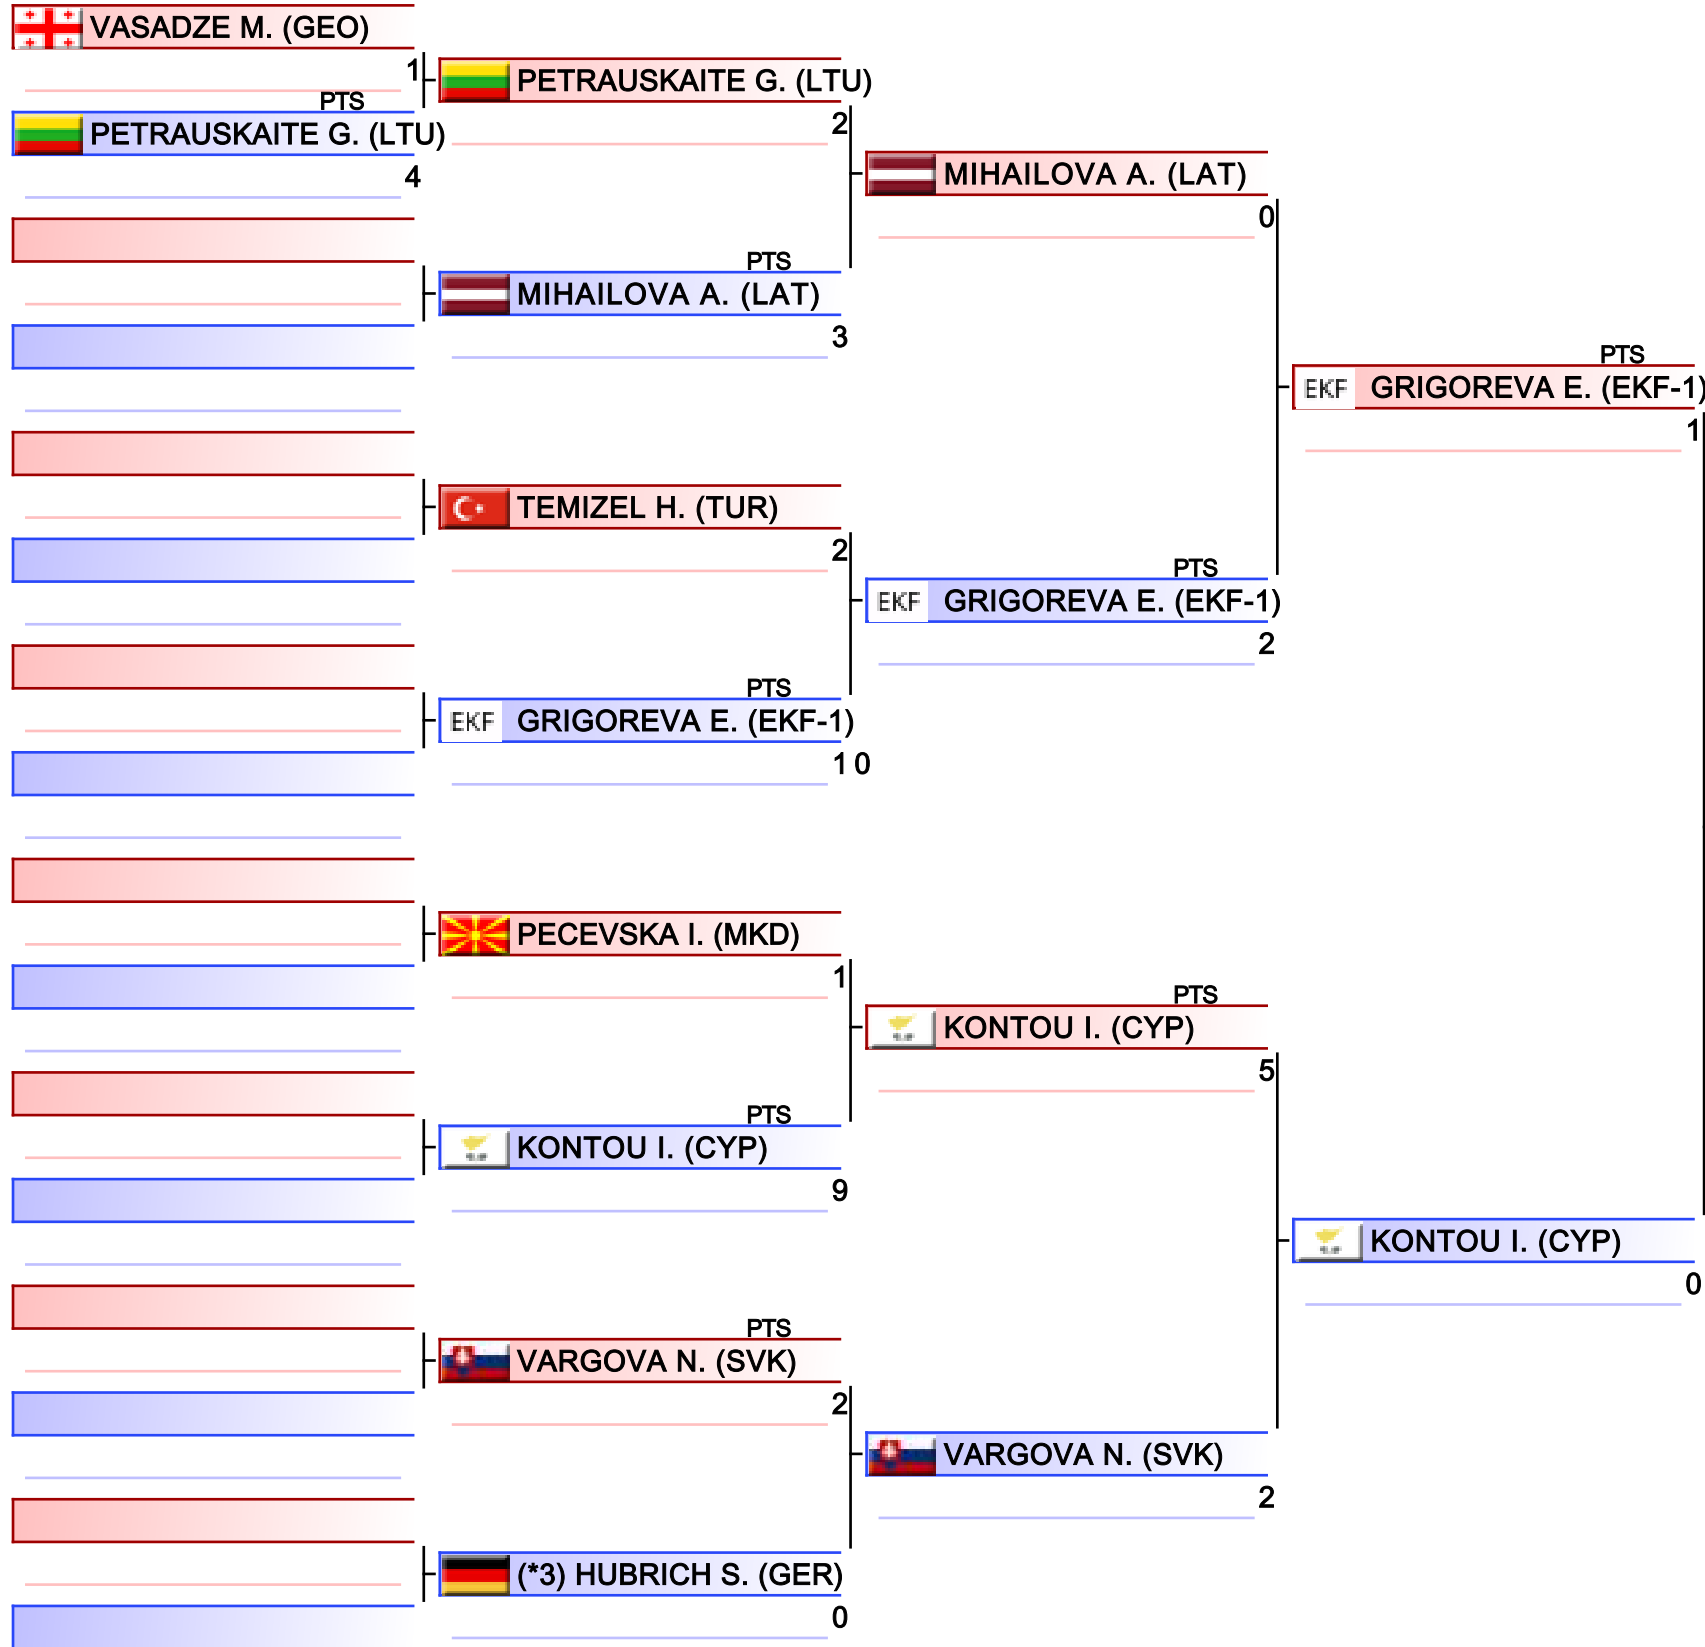 VASADZE M. (GEO)
1
PTS
PETRAUSKAITE G. (LTU)
4
PETRAUSKAITE G. (LTU)
2
PTS
MIHAILOVA A. (LAT)
3
TEMIZEL H. (TUR)
2
PTS
EKF GRIGOREVA E. (EKF-1)
10
PECEVSKA I. (MKD)
1
PTS
KONTOU I. (CYP)
9
PTS
VARGOVA N. (SVK)
2
(*3) HUBRICH S. (GER)
0
MIHAILOVA A. (LAT)
0
PTS
EKF GRIGOREVA E. (EKF-1)
2
PTS
KONTOU I. (CYP)
5
VARGOVA N. (SVK)
2
PTS
EKF GRIGOREVA E. (EKF-1)
1
KONTOU I. (CYP)
0